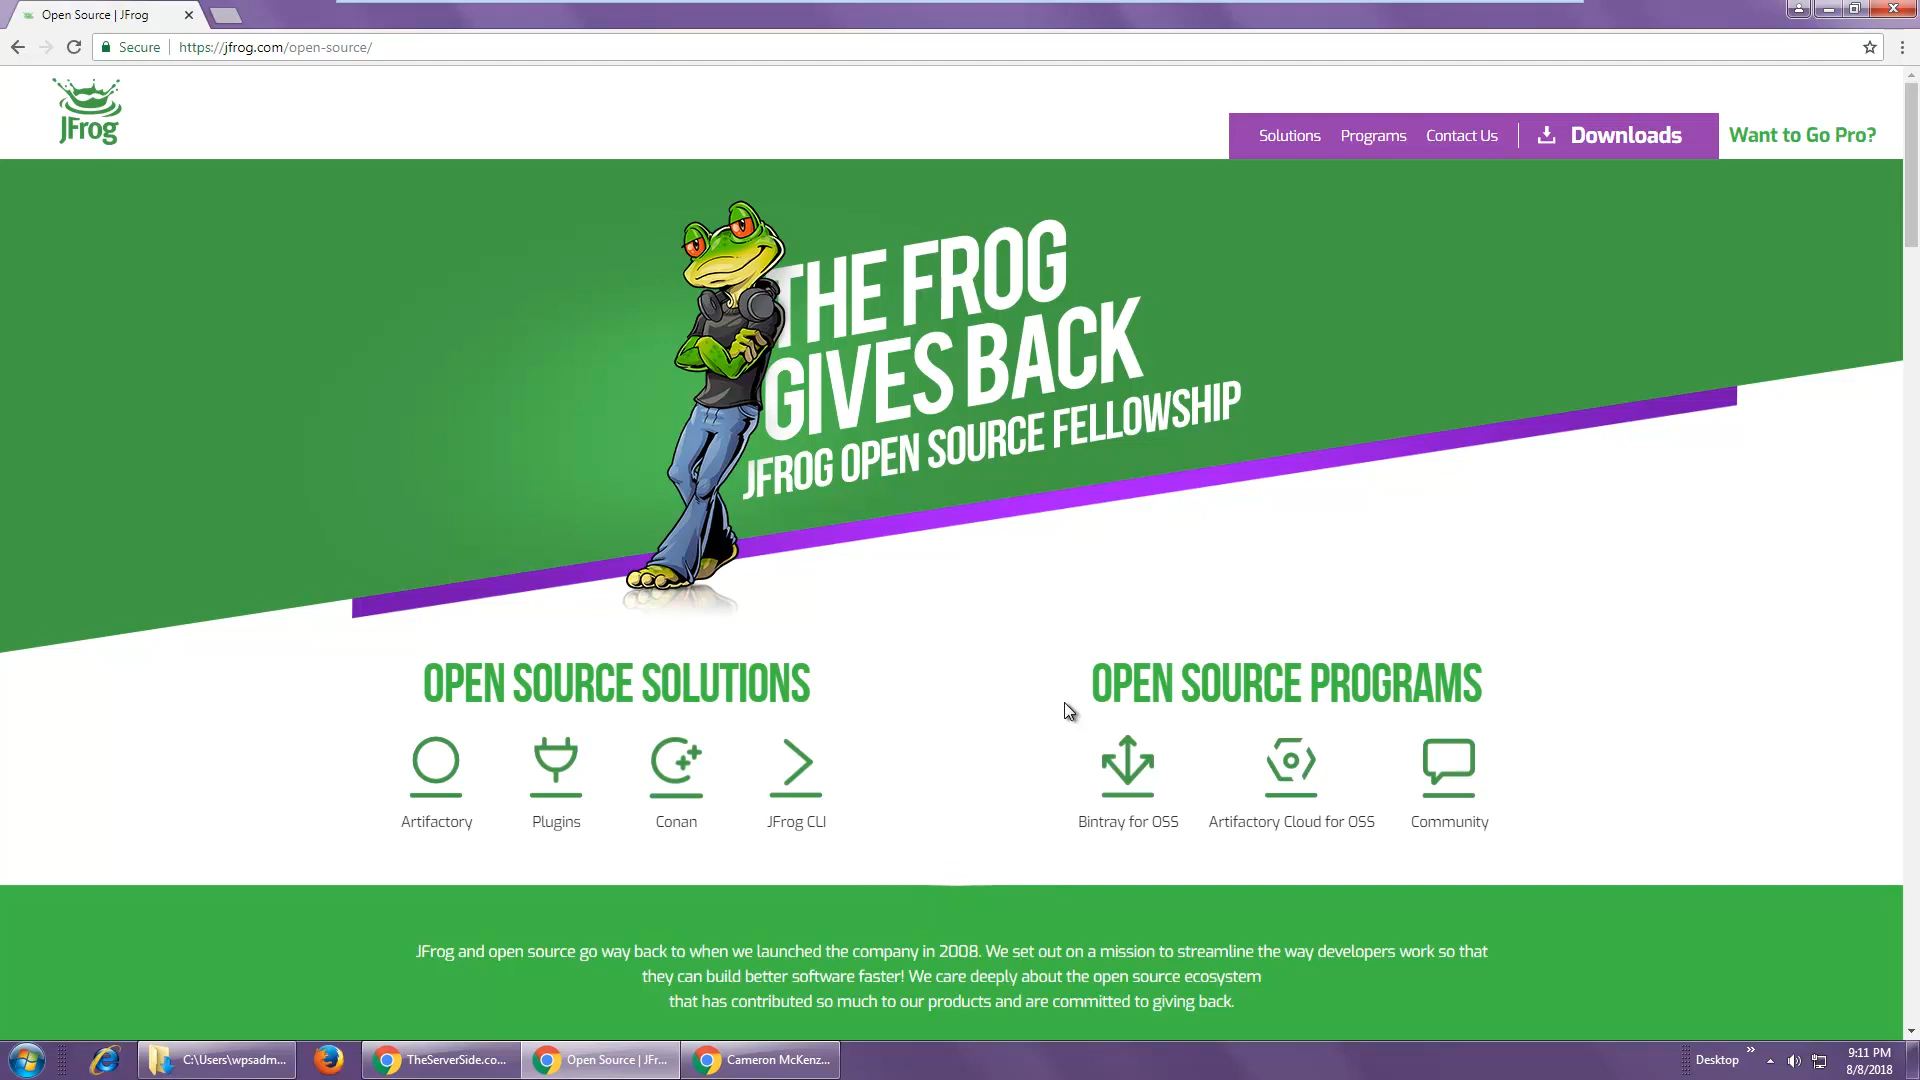 Open Source | JFrog
Secure
https://jfrog.com/open-source/
JFrog
Solutions
Programs
Contact Us
Downloads
Want to Go Pro?
THE FROG
GIVES BACK
JFROG OPEN SOURCE FELLOWSHIP
OPEN SOURCE SOLUTIONS
Artifactory
Plugins
Conan
JFrog CLI
OPEN SOURCE PROGRAMS
Bintray for OSS
Artifactory Cloud for OSS
Community
JFrog and open source go way back to when we launched the company in 2008. We set out on a mission to streamline the way developers work so that
they can build better software faster! We care deeply about the open source ecosystem
that has contributed so much to our products and are committed to giving back.
C:\Users\wpsadm...
TheServerSide.co...
Open Source | JFr...
Cameron McKenz...
Desktop
9:11 PM
8/8/2018